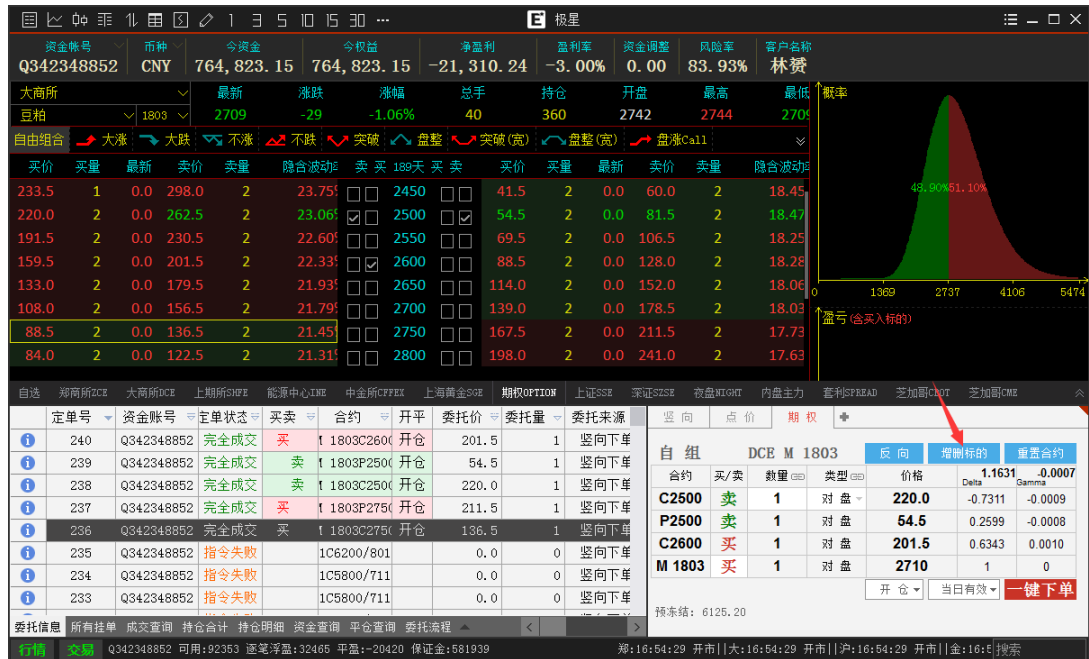 1 3 5 10 15 30 ··· E 极星
资金帐号 币种 今资金 今权益 净盈利 盈利率 资金调整 风险率 客户名称
Q342348852 CNY 764,823.15 764,823.15 -21,310.24 -3.00% 0.00 83.93% 林赟
大商所 最新 涨跌 涨幅 总手 持仓 开盘 最高 最低
豆粕 1803 2709 -29 -1.06% 40 360 2742 2744 2709
自由组合 大涨 大跌 不涨 不跌 突破 盘整 突破(宽) 盘整(宽) 盘涨Call
买价 买量 最新 卖价 卖量 隐含波动率 卖 买 189天 买 卖 买价 买量 最新 卖价 卖量 隐含波动率
233.5 1 0.0 298.0 2 23.75% 2450 41.5 2 0.0 60.0 2 18.45
220.0 2 0.0 262.5 2 23.06% 2500 54.5 2 0.0 81.5 2 18.47
191.5 2 0.0 230.5 2 22.60% 2550 69.5 2 0.0 106.5 2 18.25
159.5 2 0.0 201.5 2 22.33% 2600 88.5 2 0.0 128.0 2 18.28
133.0 2 0.0 179.5 2 21.93% 2650 114.0 2 0.0 152.0 2 18.06
108.0 2 0.0 156.5 2 21.79% 2700 139.0 2 0.0 178.5 2 18.03
88.5 2 0.0 136.5 2 21.45% 2750 167.5 2 0.0 211.5 2 17.73
84.0 2 0.0 122.5 2 21.31% 2800 198.0 2 0.0 241.0 2 17.63
概率
48.90%51.10%
0 1369 2737 4106 5474
盈亏(含买入标的)
自选 郑商所ZCE 大商所DCE 上期所SHFE 能源中心INE 中金所CFFEX 上海黄金SGE 期权OPTION 上证SSE 深证SZSE 夜盘NIGHT 内盘主力 套利SPREAD 芝加哥CBOT 芝加哥CME
定单号 资金账号 定单状态 买卖 合约 开平 委托价 委托量 委托来源
240 Q342348852 完全成交 买 1803C2600 开仓 201.5 1 竖向下单
239 Q342348852 完全成交 卖 1803P2500 开仓 54.5 1 竖向下单
238 Q342348852 完全成交 卖 1803C2500 开仓 220.0 1 竖向下单
237 Q342348852 完全成交 买 1803P2750 开仓 211.5 1 竖向下单
236 Q342348852 完全成交 买 1803C2750 开仓 136.5 1 竖向下单
235 Q342348852 指令失败 1C6200/801 0.0 0 竖向下单
234 Q342348852 指令失败 1C5800/711 0.0 0 竖向下单
233 Q342348852 指令失败 1C5800/711 0.0 0 竖向下单
委托信息 所有挂单 成交查询 持仓合计 持仓明细 资金查询 平仓查询 委托流程
竖向 点价 期权
自组 DCE M 1803 反向 增删标的 重置合约
合约 买/卖 数量 类型 价格 1.1631 Delta -0.0007 Gamma
C2500 卖 1 对盘 220.0 -0.7311 -0.0009
P2500 卖 1 对盘 54.5 0.2599 -0.0008
C2600 买 1 对盘 201.5 0.6343 0.0010
M 1803 买 1 对盘 2710 1 0
开仓 当日有效 一键下单
预冻结: 6125.20
行情 交易 Q342348852 可用:92353 逐笔浮盈:32465 平盈:-20420 保证金:581939 郑:16:54:29 开市||大:16:54:29 开市||沪:16:54:29 开市||金:16:5 搜索